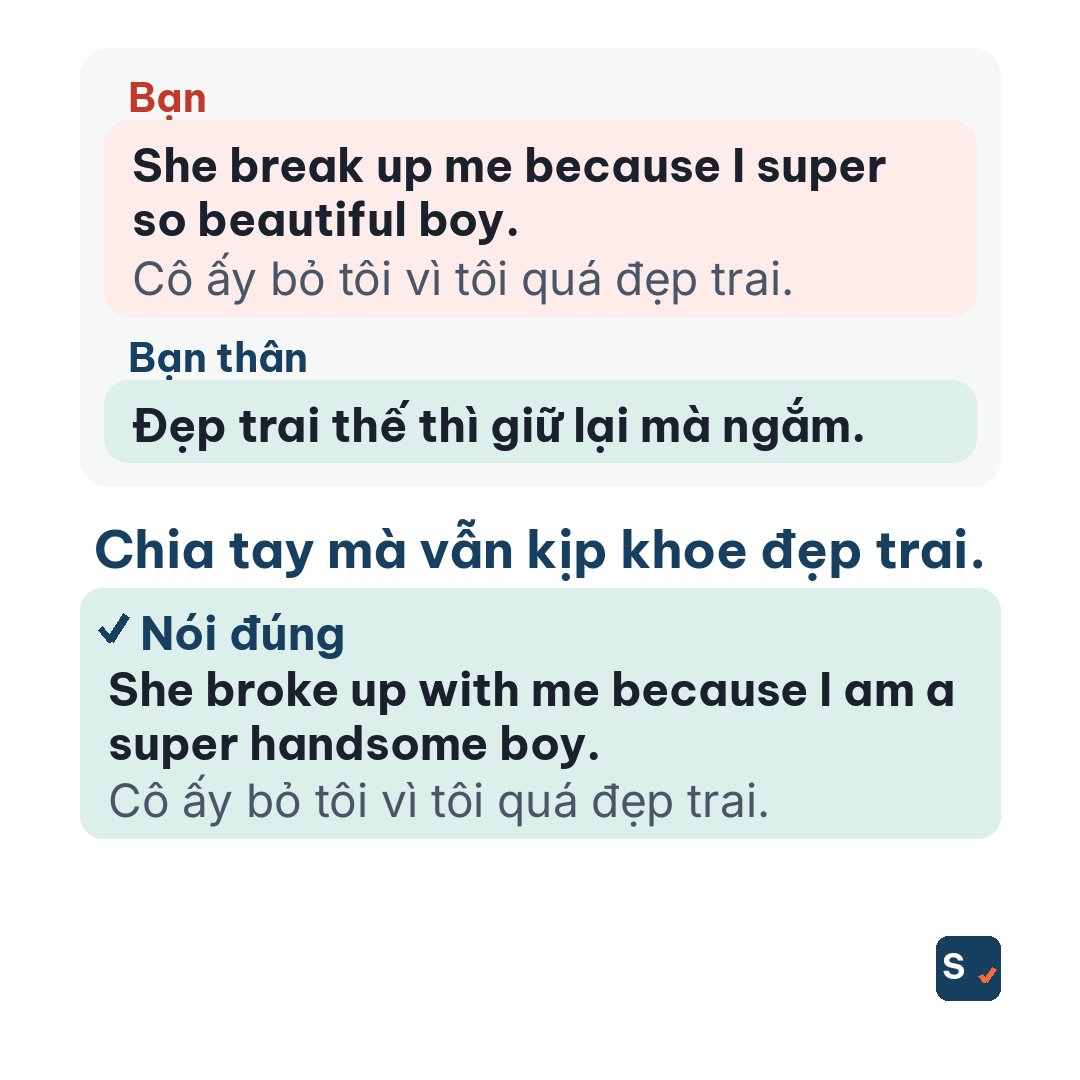 Bạn
She break up me because I super
so beautiful boy.
Cô ấy bỏ tôi vì tôi quá đẹp trai.
Bạn thân
Đẹp trai thế thì giữ lại mà ngắm.
Chia tay mà vẫn kịp khoe đẹp trai.
✓ Nói đúng
She broke up with me because I am a
super handsome boy.
Cô ấy bỏ tôi vì tôi quá đẹp trai.
S